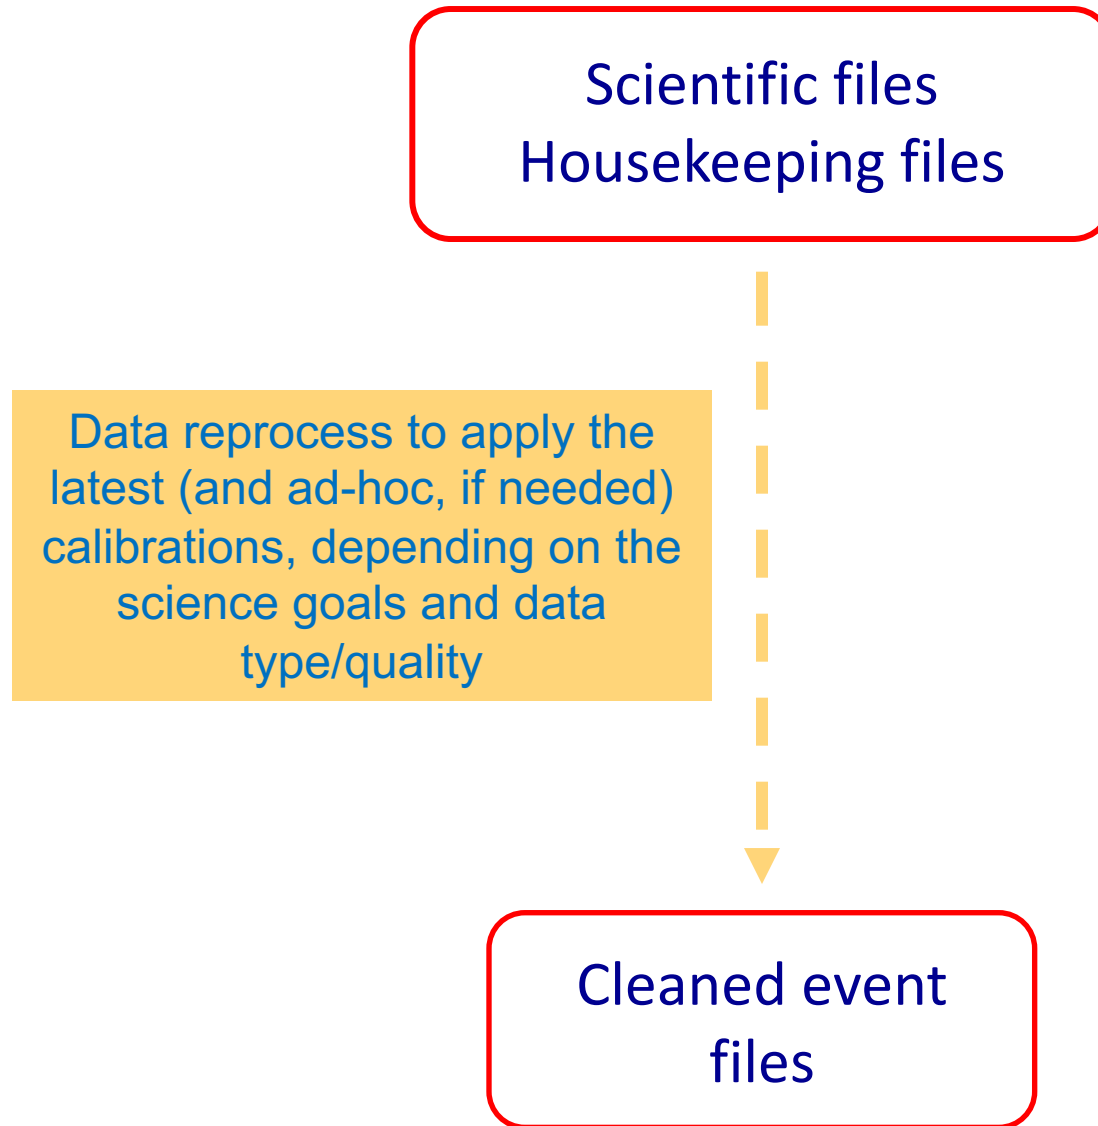 Scientific files
Housekeeping files
Data reprocess to apply the
latest (and ad-hoc, if needed)
calibrations, depending on the
science goals and data
type/quality
Cleaned event
files